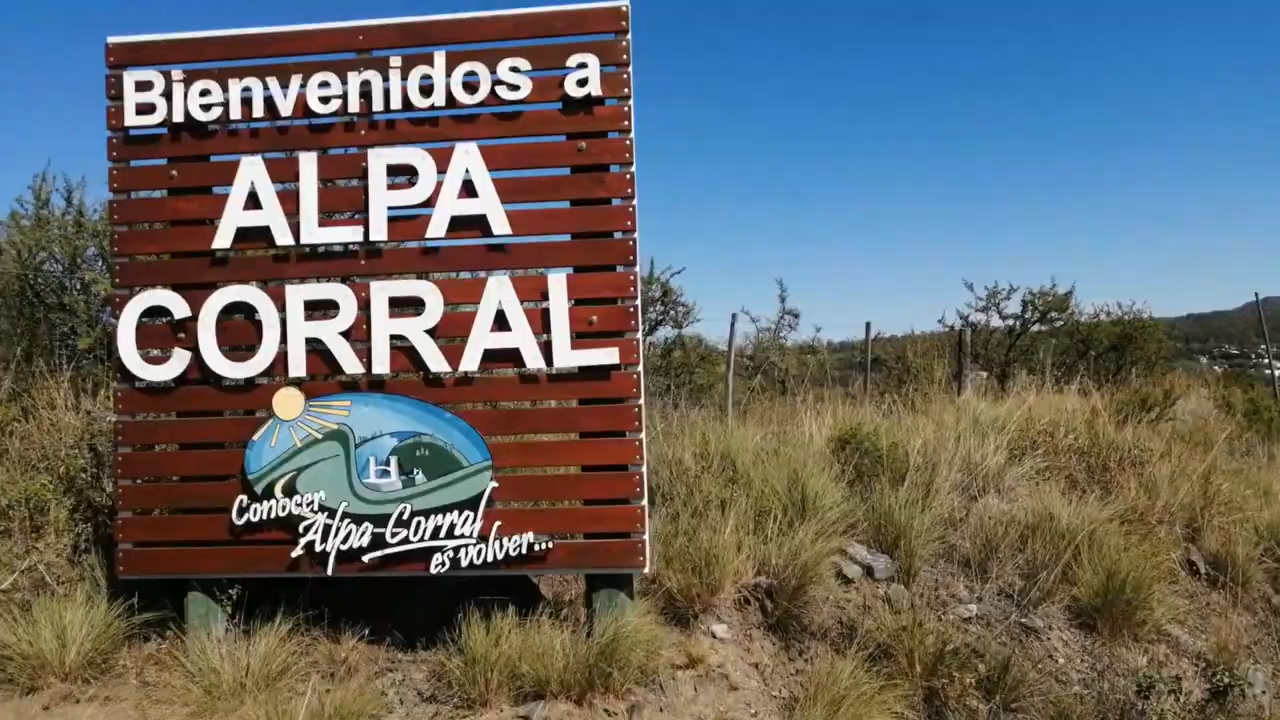 Bienvenidos a
ALPA
CORRAL
Conocer
Alpa-Corral
es volver...